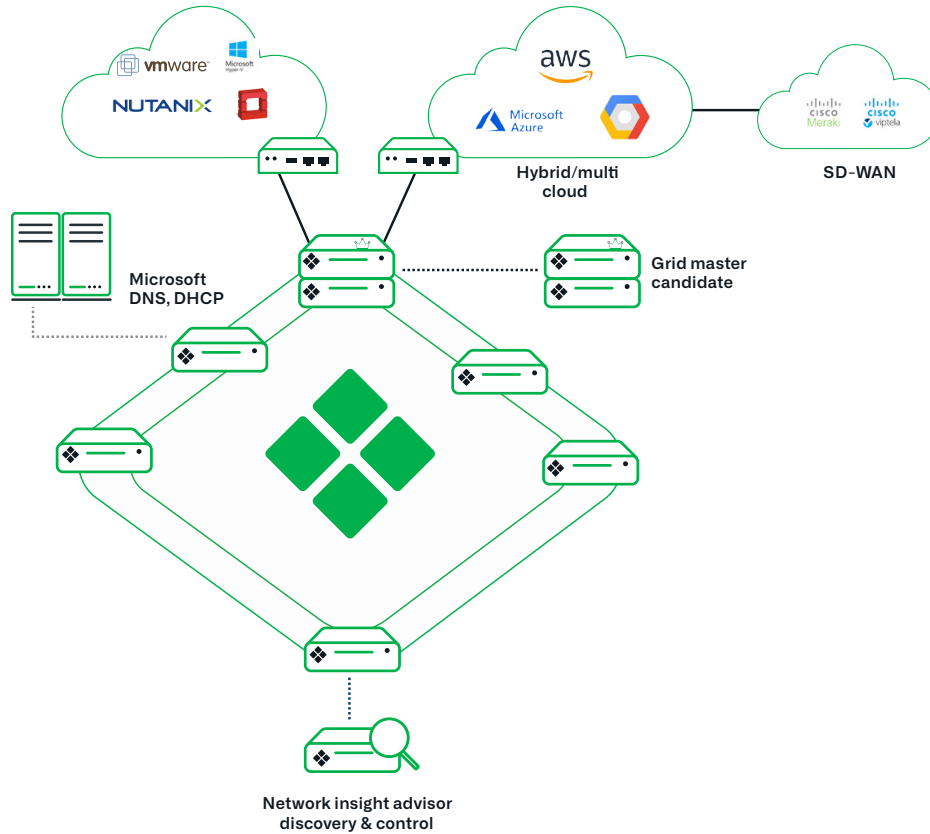 vmware™
Microsoft
Hyper-V
NUTANIX
aws
Microsoft
Azure
CISCO
Meraki
CISCO
viptela
Hybrid/multi
cloud
SD-WAN
Microsoft
DNS, DHCP
Grid master
candidate
Network insight advisor
discovery & control